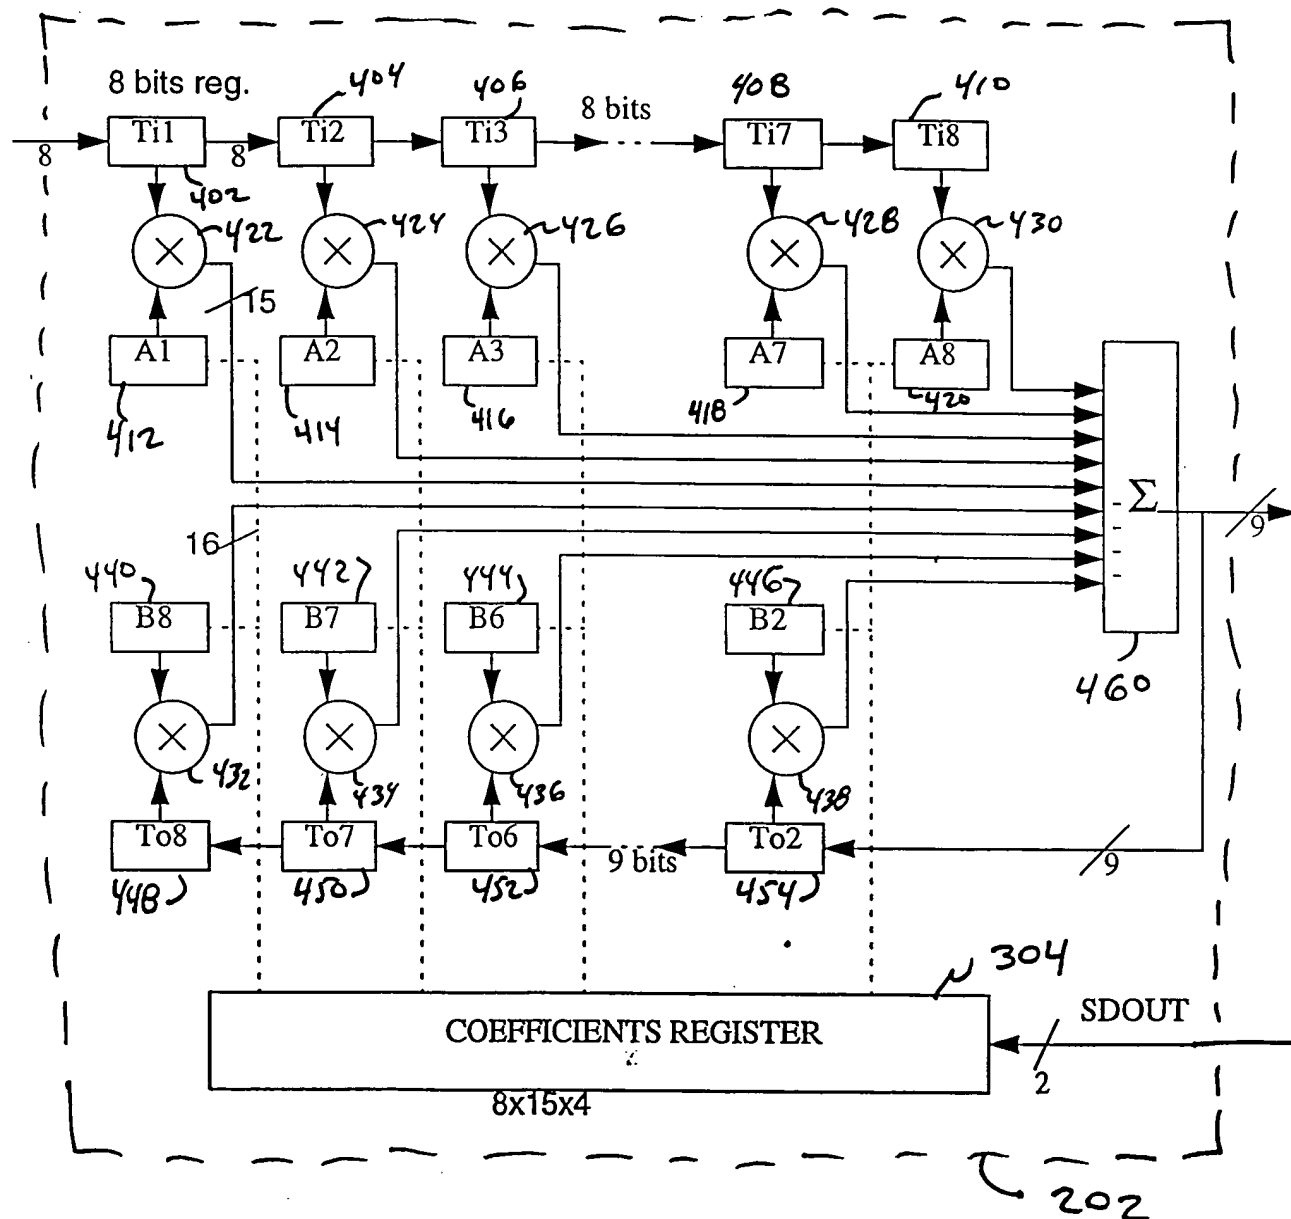 8 bits reg.
404
406
8 bits
408
410
Ti1
Ti2
Ti3
Ti7
Ti8
8
8
402
422
424
426
428
430
15
A1
A2
A3
A7
A8
412
414
416
418
420
Σ
9
16
440
442
444
446
B8
B7
B6
B2
460
432
434
436
438
To8
To7
To6
To2
9 bits
9
448
450
452
454
304
COEFFICIENTS REGISTER
SDOUT
2
8x15x4
202